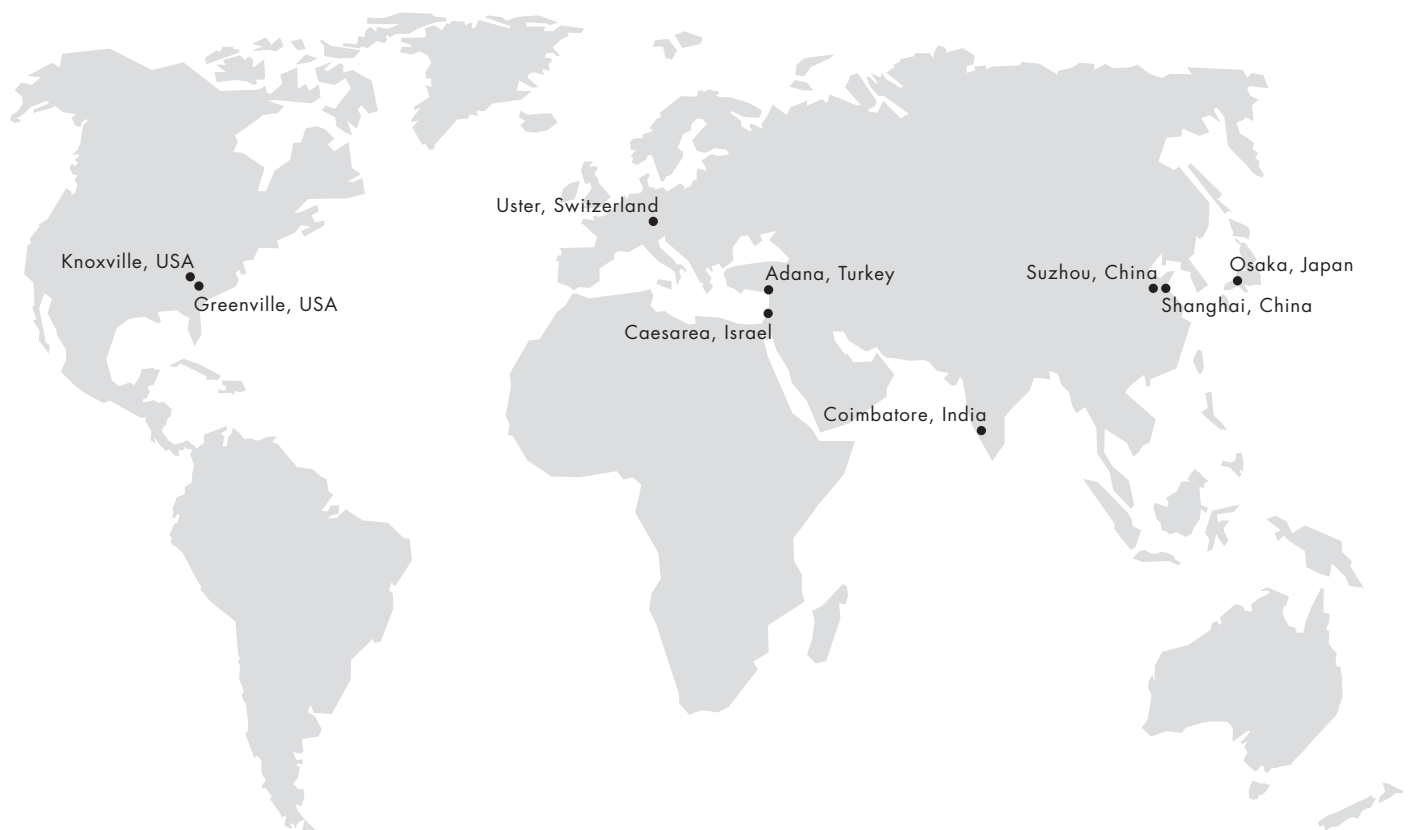 Uster, Switzerland
Knoxville, USA
Osaka, Japan
Suzhou, China
Adana, Turkey
Greenville, USA
Shanghai, China
Caesarea, Israel
Coimbatore, India